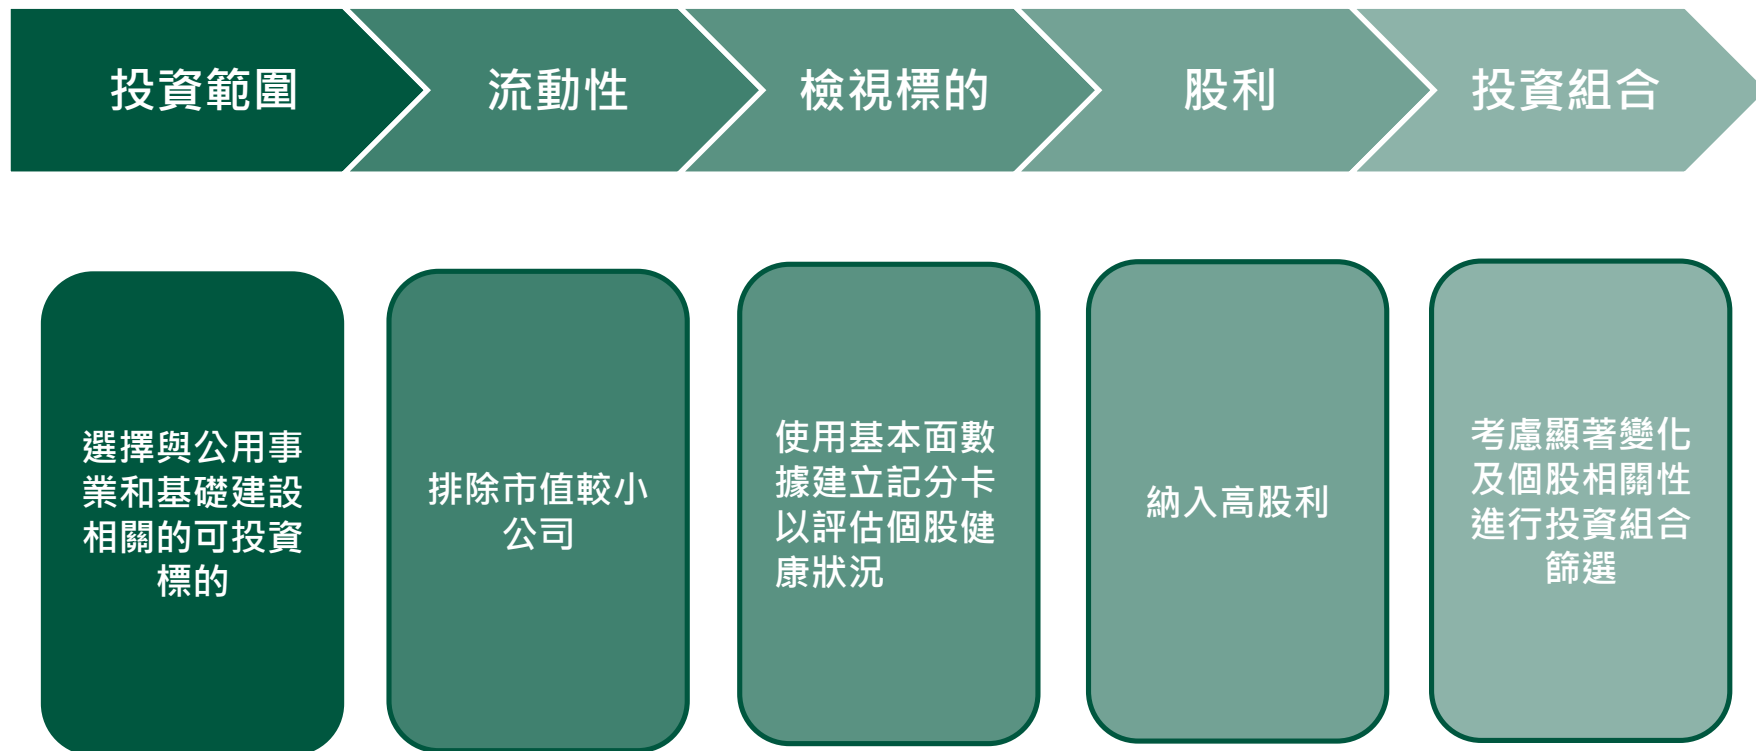 投資範圍
流動性
檢視標的
股利
投資組合
選擇與公用事
業和基礎建設
相關的可投資
標的
排除市值較小
公司
使用基本面數
據建立記分卡
以評估個股健
康狀況
納入高股利
考慮顯著變化
及個股相關性
進行投資組合
篩選